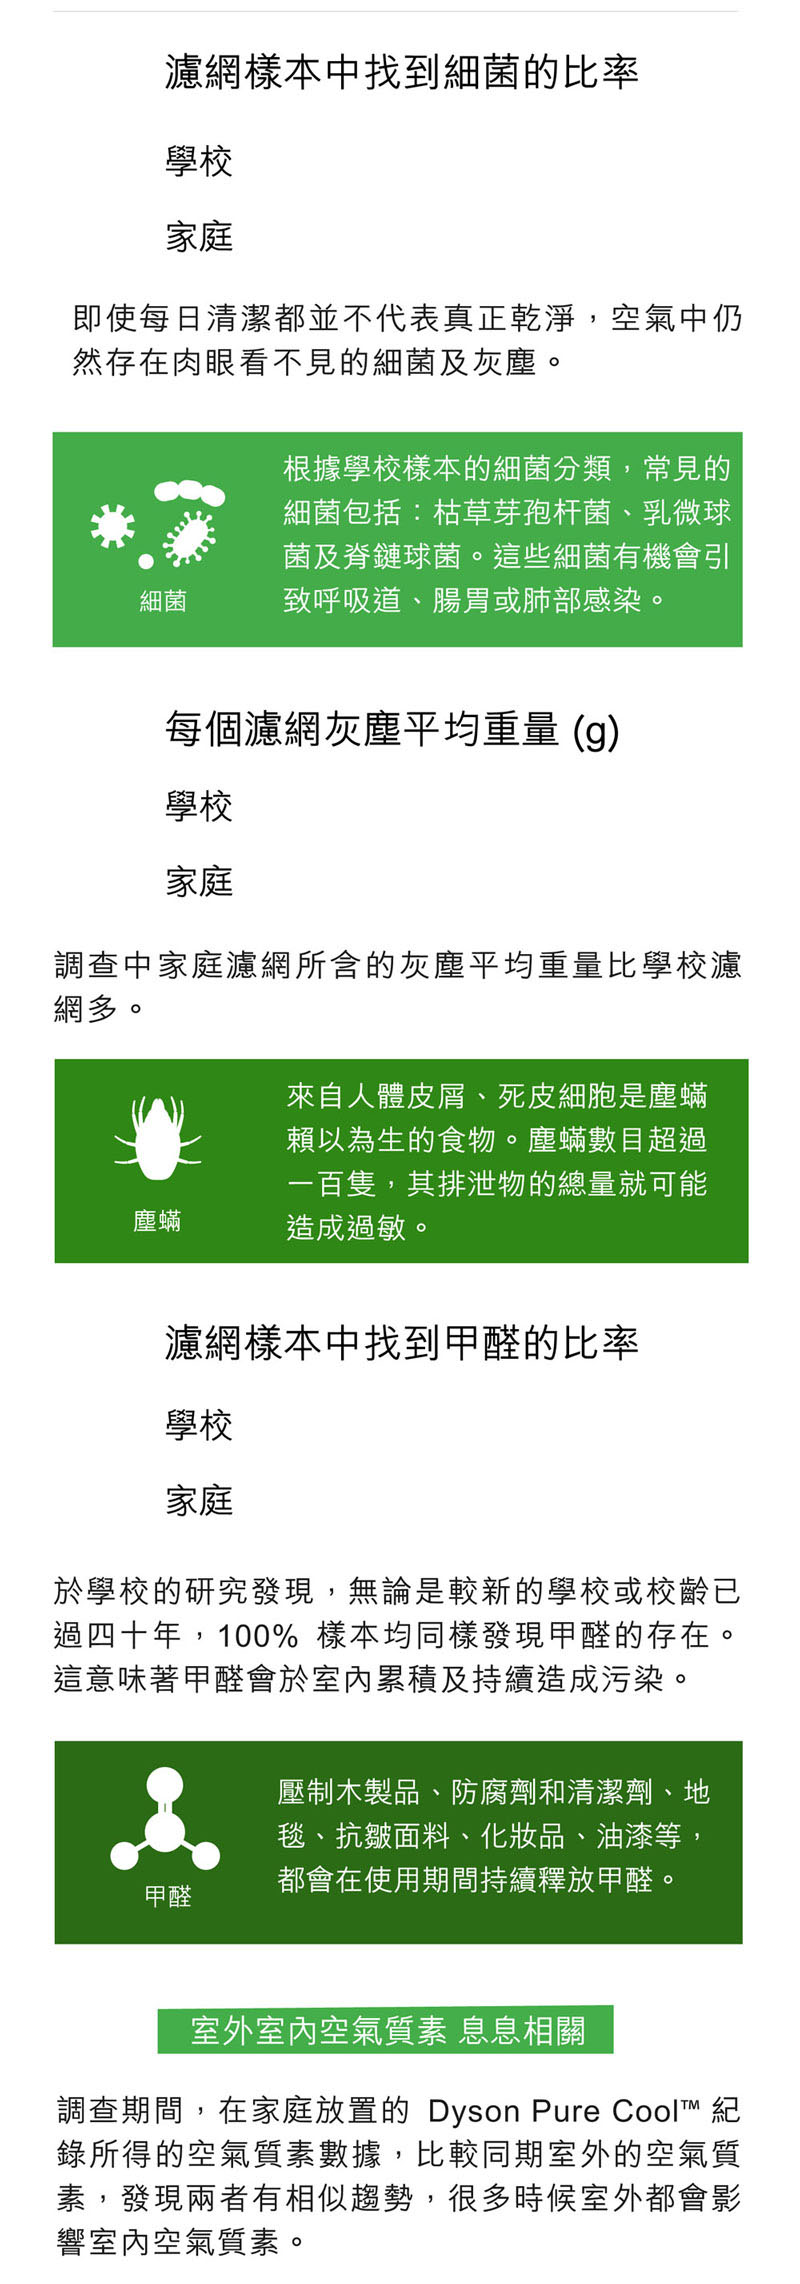 濾網樣本中找到細菌的比率
學校
家庭
即使每日清潔都並不代表真正乾淨，空氣中仍
然存在肉眼看不見的細菌及灰塵。
根據學校樣本的細菌分類，常見的
細菌包括：枯草芽孢杆菌、乳微球
菌及脊鏈球菌。這些細菌有機會引
致呼吸道、腸胃或肺部感染。
細菌
每個濾網灰塵平均重量 (g)
學校
家庭
調查中家庭濾網所含的灰塵平均重量比學校濾
網多。
來自人體皮屑、死皮細胞是塵蟎
賴以為生的食物。塵蟎數目超過
一百隻，其排泄物的總量就可能
造成過敏。
塵蟎
濾網樣本中找到甲醛的比率
學校
家庭
於學校的研究發現，無論是較新的學校或校齡已
過四十年，100% 樣本均同樣發現甲醛的存在。
這意味著甲醛會於室內累積及持續造成污染。
壓制木製品、防腐劑和清潔劑、地
毯、抗皺面料、化妝品、油漆等，
都會在使用期間持續釋放甲醛。
甲醛
室外室內空氣質素 息息相關
調查期間，在家庭放置的 Dyson Pure Cool™ 紀
錄所得的空氣質素數據，比較同期室外的空氣質
素，發現兩者有相似趨勢，很多時候室外都會影
響室內空氣質素。